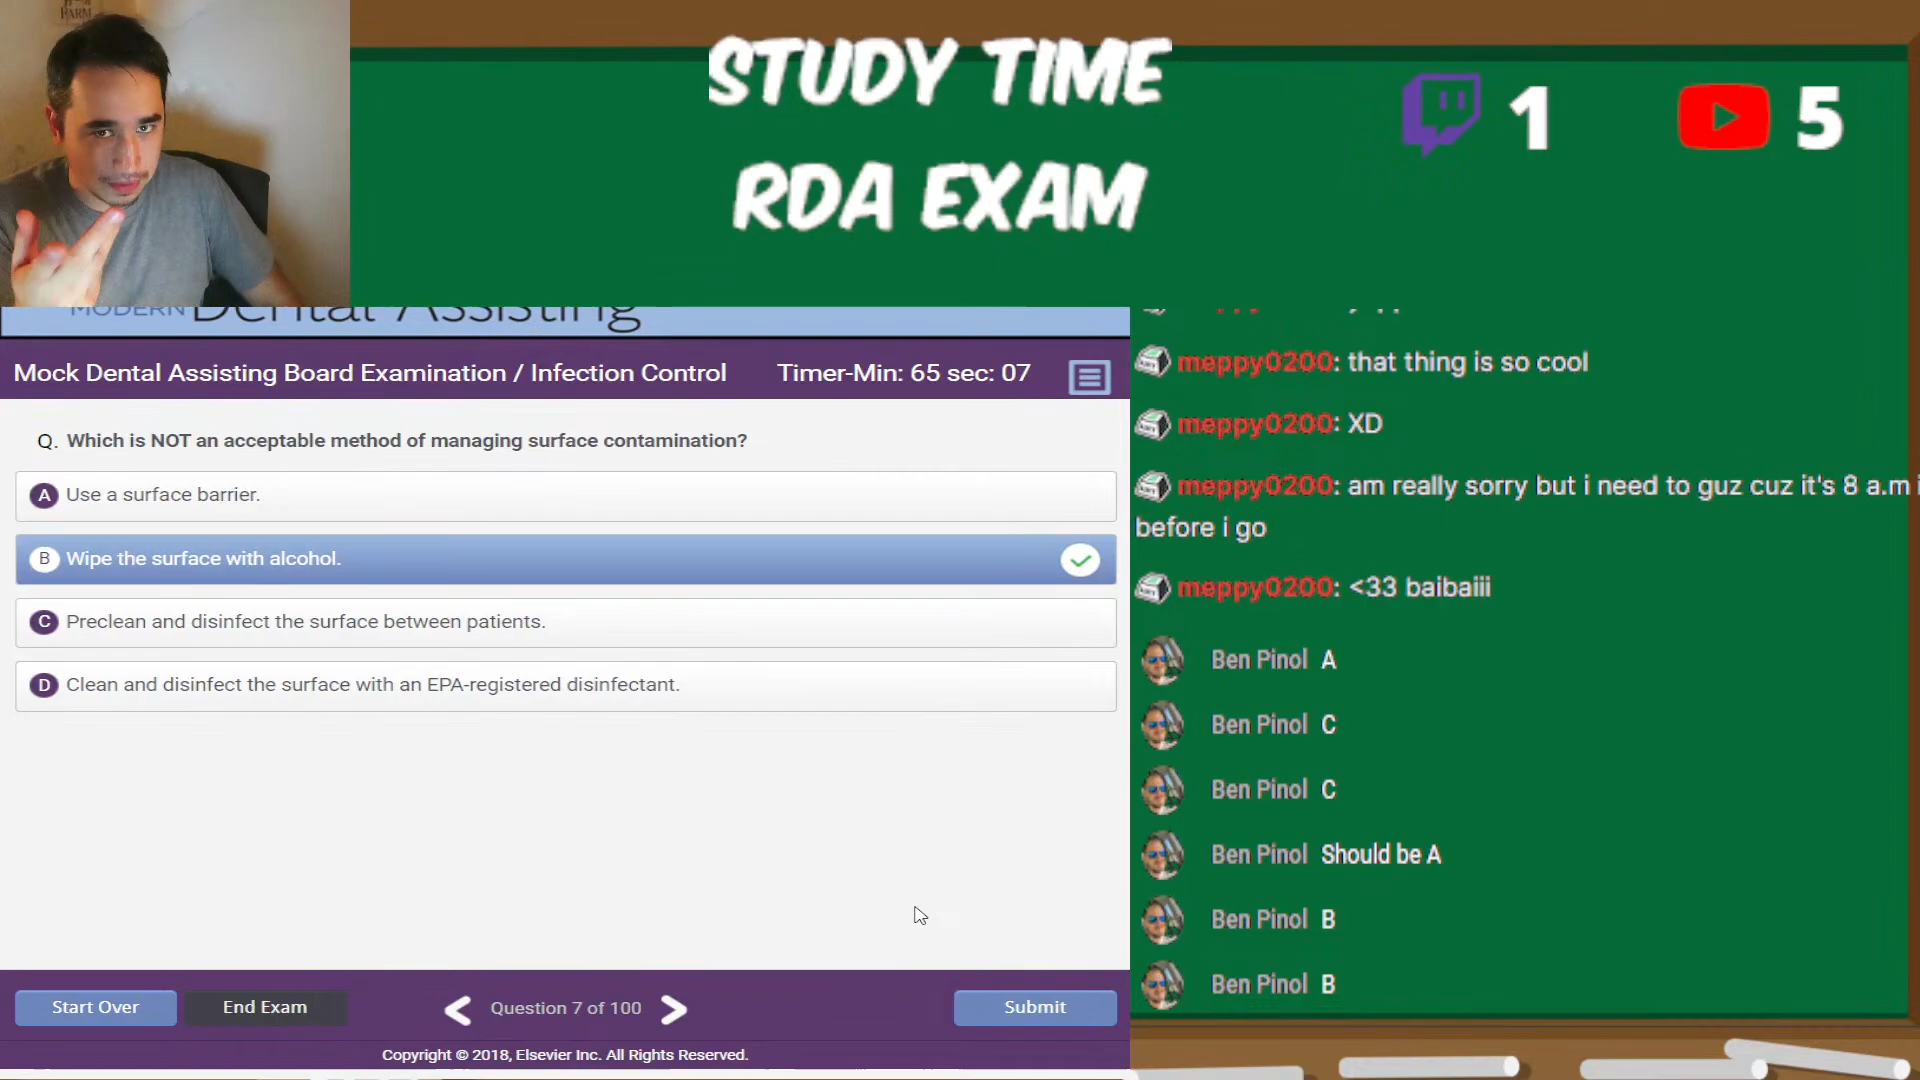 FARM
STUDY TIME
RDA EXAM
1
5
MODERN Dental Assisting
Mock Dental Assisting Board Examination / Infection Control
Timer-Min: 65 sec: 07
Q. Which is NOT an acceptable method of managing surface contamination?
A Use a surface barrier.
B Wipe the surface with alcohol.
C Preclean and disinfect the surface between patients.
D Clean and disinfect the surface with an EPA-registered disinfectant.
Start Over
End Exam
Question 7 of 100
Submit
Copyright © 2018, Elsevier Inc. All Rights Reserved.
meppy0200: that thing is so cool
meppy0200: XD
meppy0200: am really sorry but i need to guz cuz it's 8 a.m
before i go
meppy0200: <33 baibaiii
Ben Pinol A
Ben Pinol C
Ben Pinol C
Ben Pinol Should be A
Ben Pinol B
Ben Pinol B